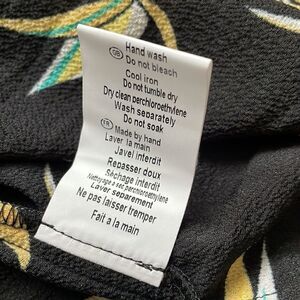 GB Hand wash
Do not bleach
Cool iron
Do not tumble dry
Dry clean perchloroethylene
Wash separately
Do not soak
FR Made by hand
Laver la main
Javel interdit
Repasser doux
Séchage interdit
Nettyage a sec perchloroethylene
Laver separement
Ne pas laisser tremper
Fait a la main